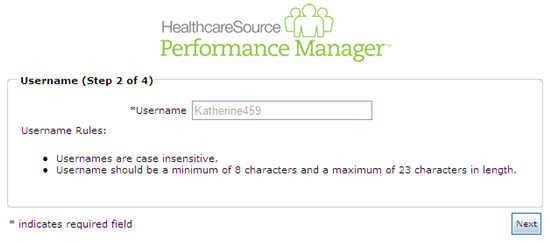 HealthcareSource
Performance Manager™
Username (Step 2 of 4)
*Username Katherine459
Username Rules:
• Usernames are case insensitive.
• Username should be a minimum of 8 characters and a maximum of 23 characters in length.
* indicates required field
Next